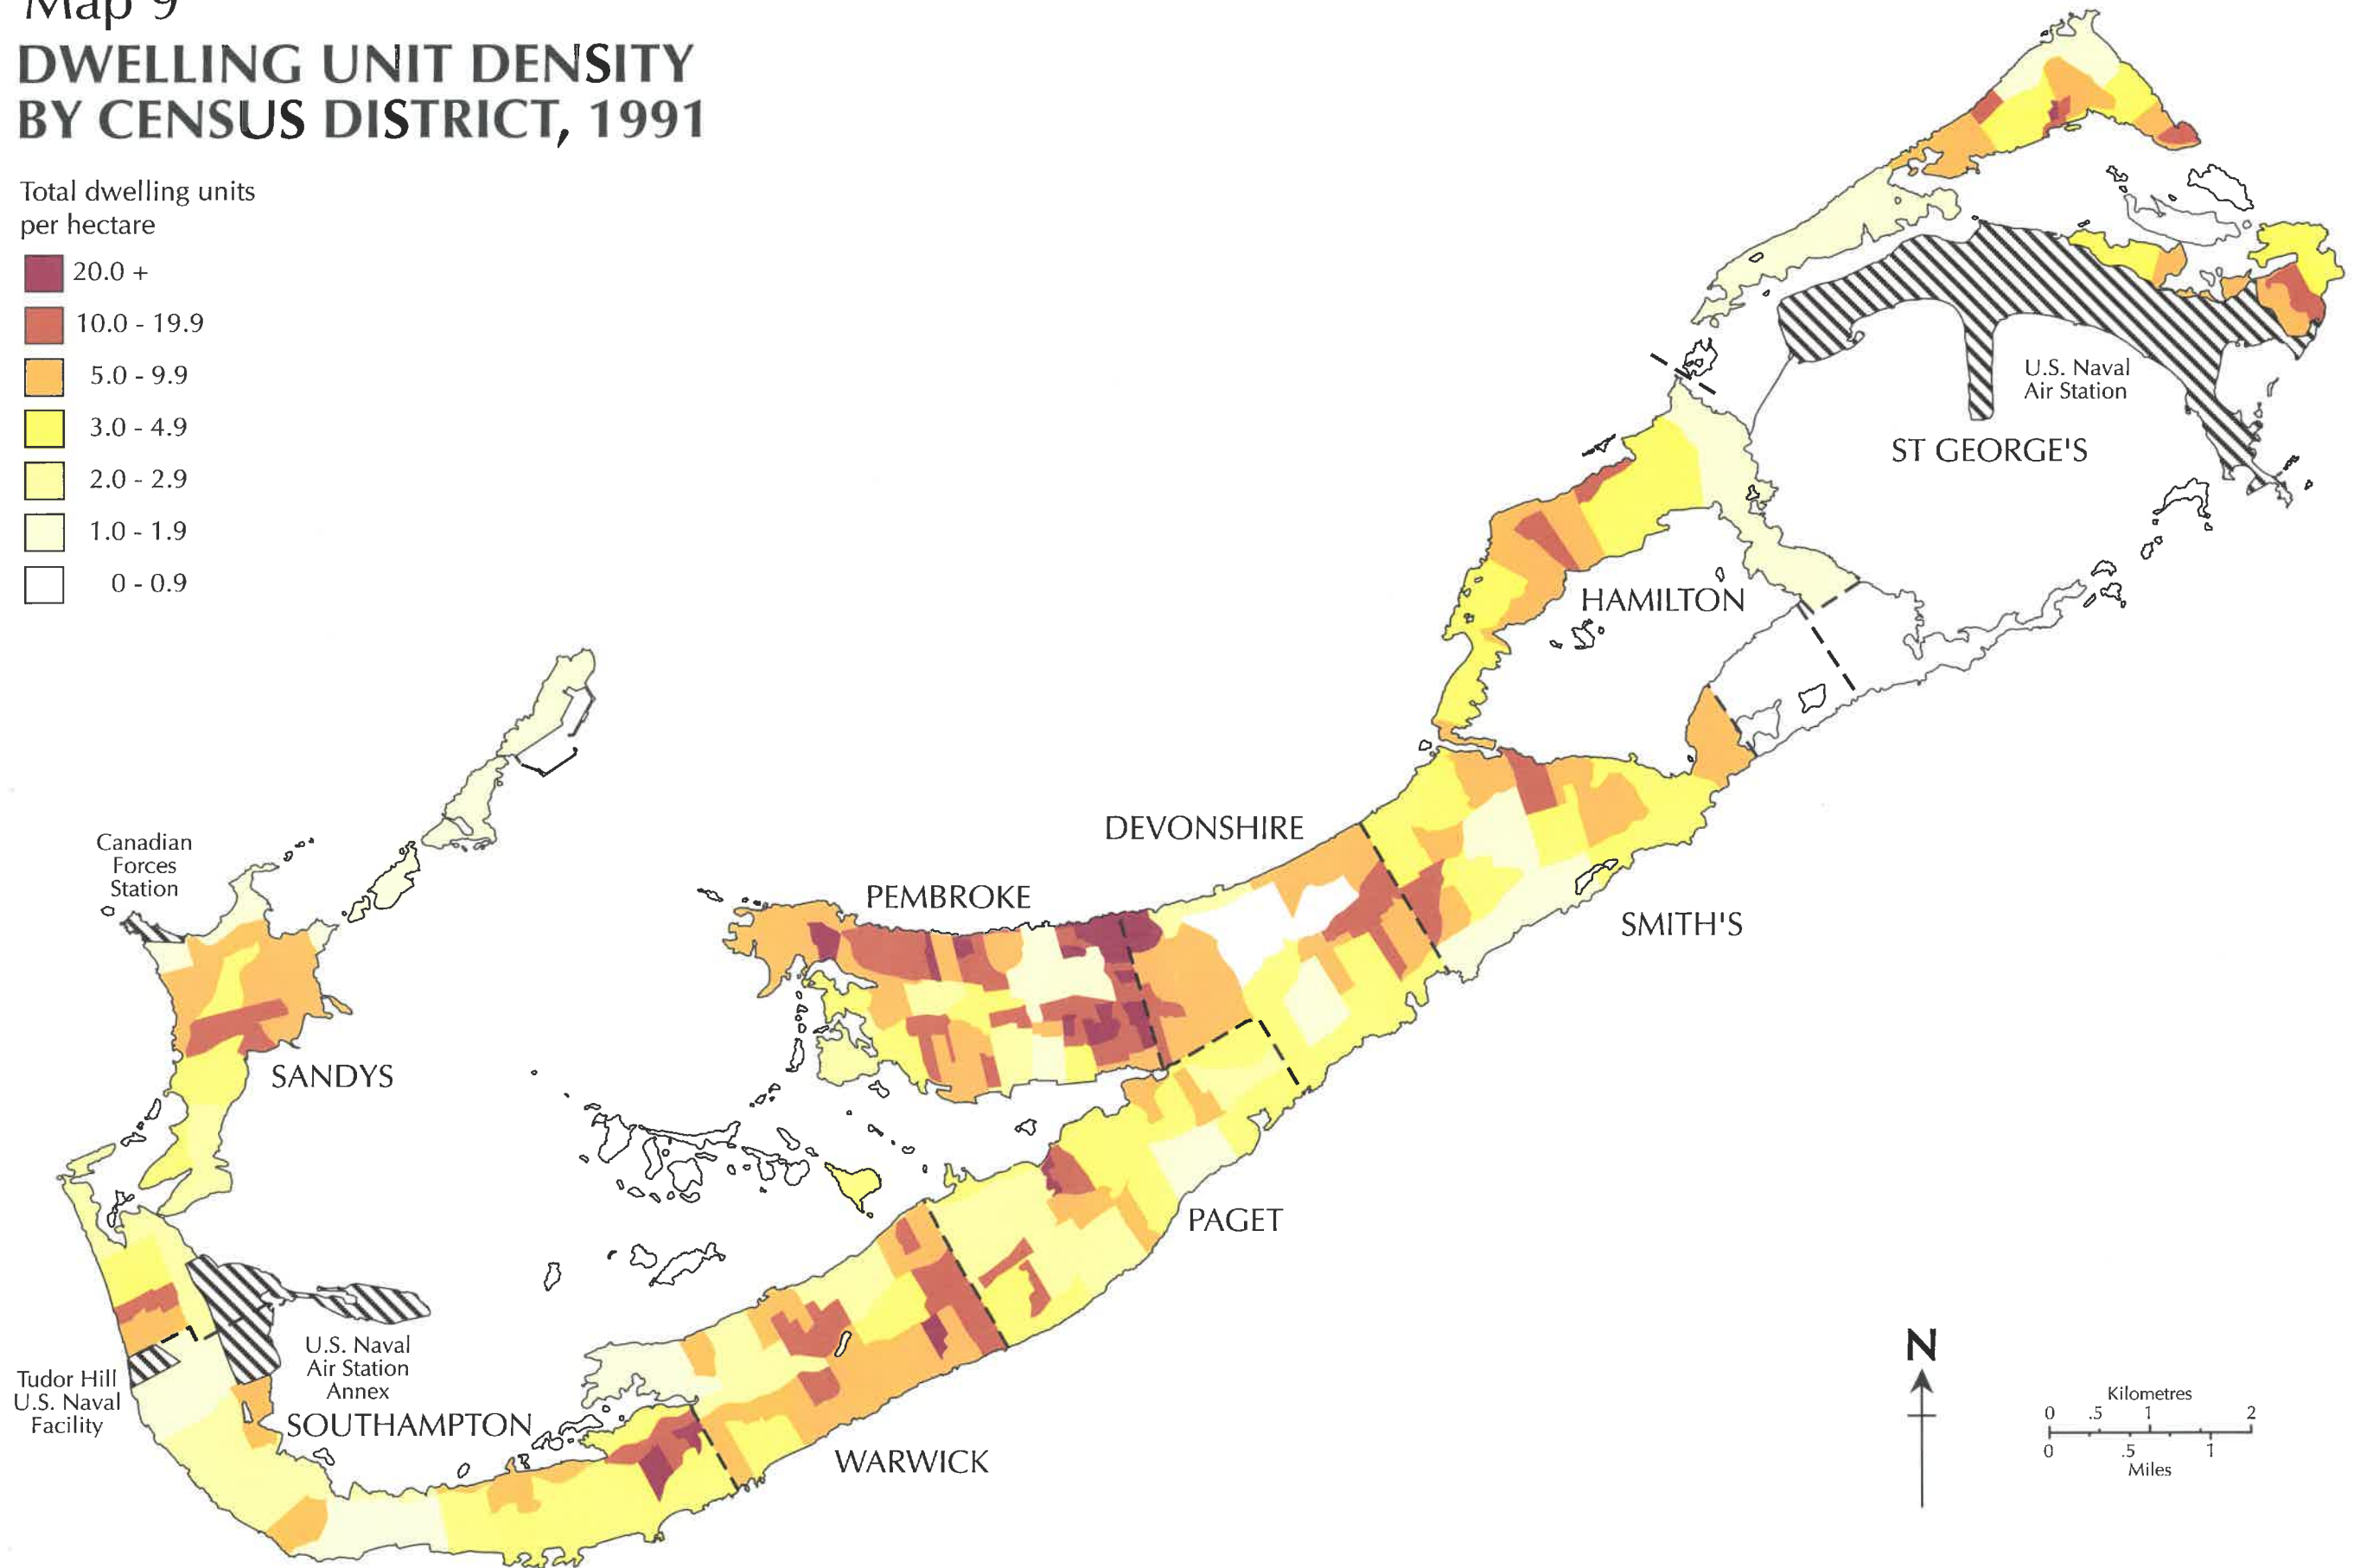 Map 9
DWELLING UNIT DENSITY
BY CENSUS DISTRICT, 1991
Total dwelling units
per hectare
20.0 +
10.0 - 19.9
5.0 - 9.9
3.0 - 4.9
2.0 - 2.9
1.0 - 1.9
0 - 0.9
U.S. Naval
Air Station
ST GEORGE'S
HAMILTON
DEVONSHIRE
PEMBROKE
SMITH'S
Canadian
Forces
Station
SANDYS
PAGET
U.S. Naval
Air Station
Annex
Tudor Hill
U.S. Naval
Facility
SOUTHAMPTON
WARWICK
N
Kilometres
0 .5 1 2
0 .5 1
Miles